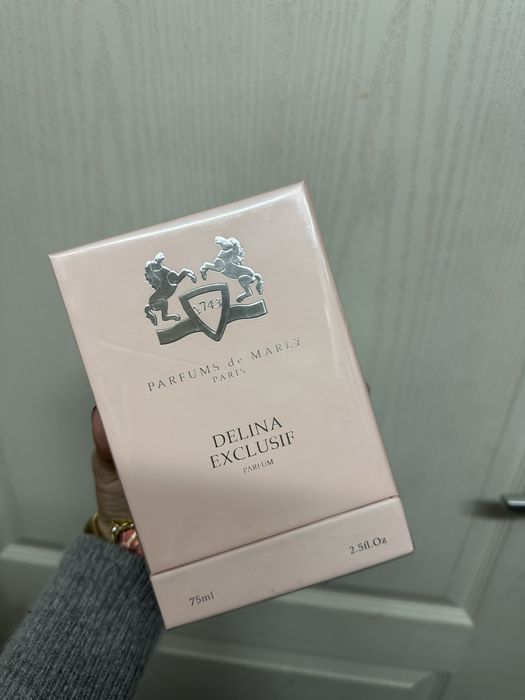 1743
PARFUMS de MARLY
PARIS
DELINA
EXCLUSIF
PARFUM
75ml
2.5fl.Oz